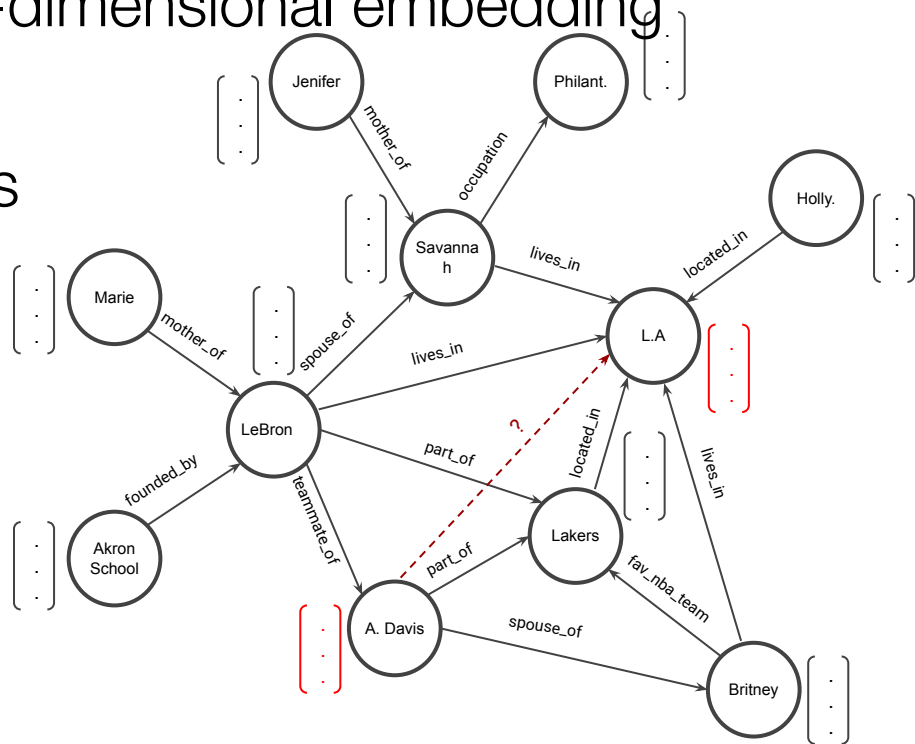 -dimensional embedding
s
Jenifer
Philant.
mother_of
occupation
Holly.
Savanna
h
lives_in
located_in
Marie
mother_of
spouse_of
L.A
lives_in
LeBron
?
part_of
located_in
lives_in
founded_by
teammate_of
Akron
School
Lakers
part_of
fav_nba_team
A. Davis
spouse_of
Britney